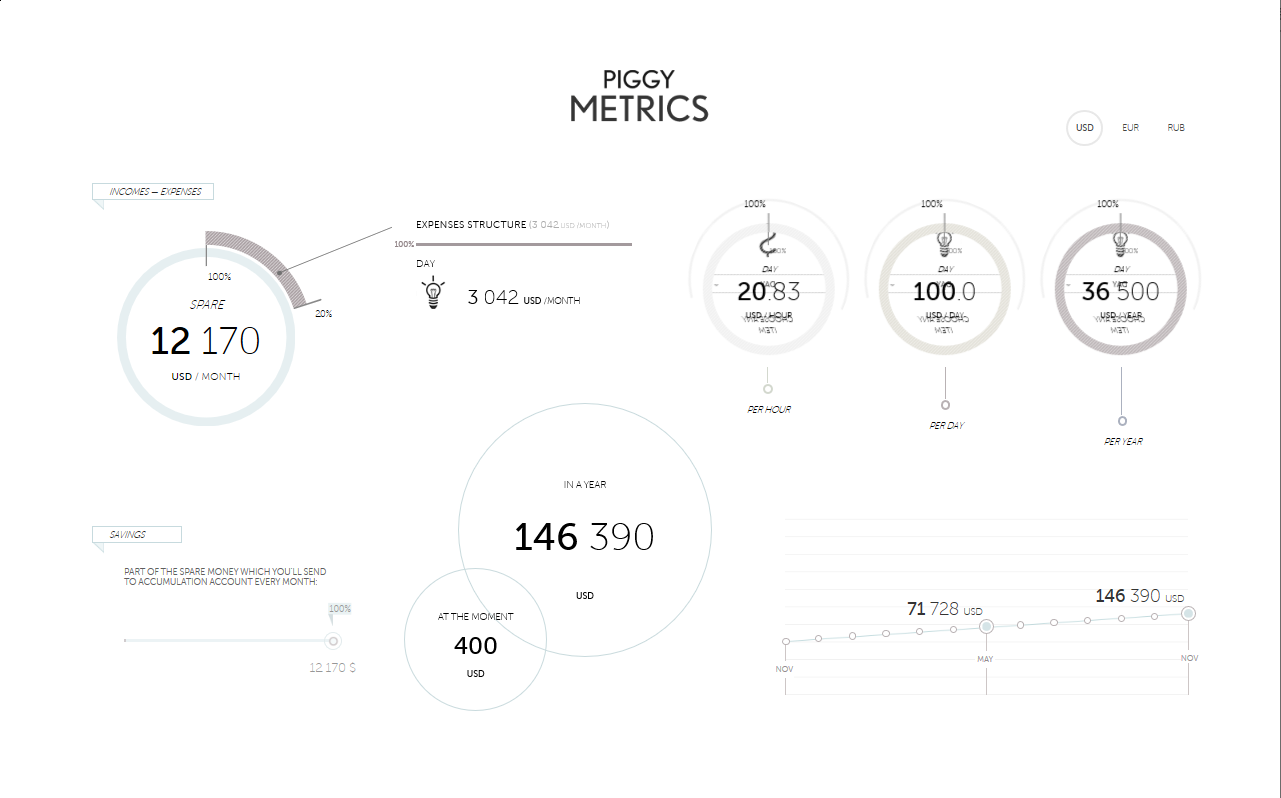 PIGGY
METRICS
USD
EUR
RUB
INCOMES — EXPENSES
100%
20%
SPARE
12 170
USD / MONTH
EXPENSES STRUCTURE (3 042 USD /MONTH)
100%
DAY
3 042 USD /MONTH
100%
100%
DAY
20.83
USD / HOUR
PER HOUR
100%
100%
DAY
100.0
USD / DAY
PER DAY
100%
100%
DAY
36 500
USD / YEAR
PER YEAR
SAVINGS
PART OF THE SPARE MONEY WHICH YOU'LL SEND
TO ACCUMULATION ACCOUNT EVERY MONTH:
100%
12 170 $
IN A YEAR
146 390
USD
AT THE MOMENT
400
USD
71 728 USD
146 390 USD
NOV
MAY
NOV